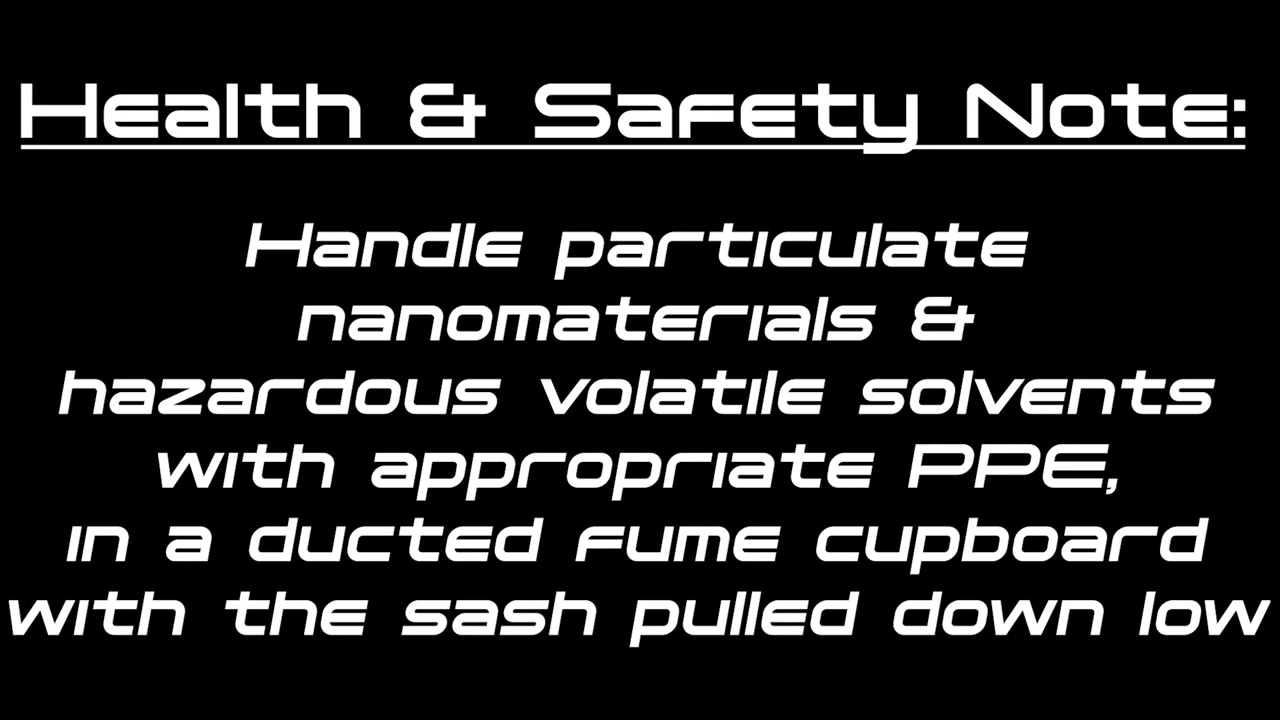 Health & Safety Note:
Handle particulate
nanomaterials &
hazardous volatile solvents
with appropriate PPE,
in a ducted fume cupboard
with the sash pulled down low